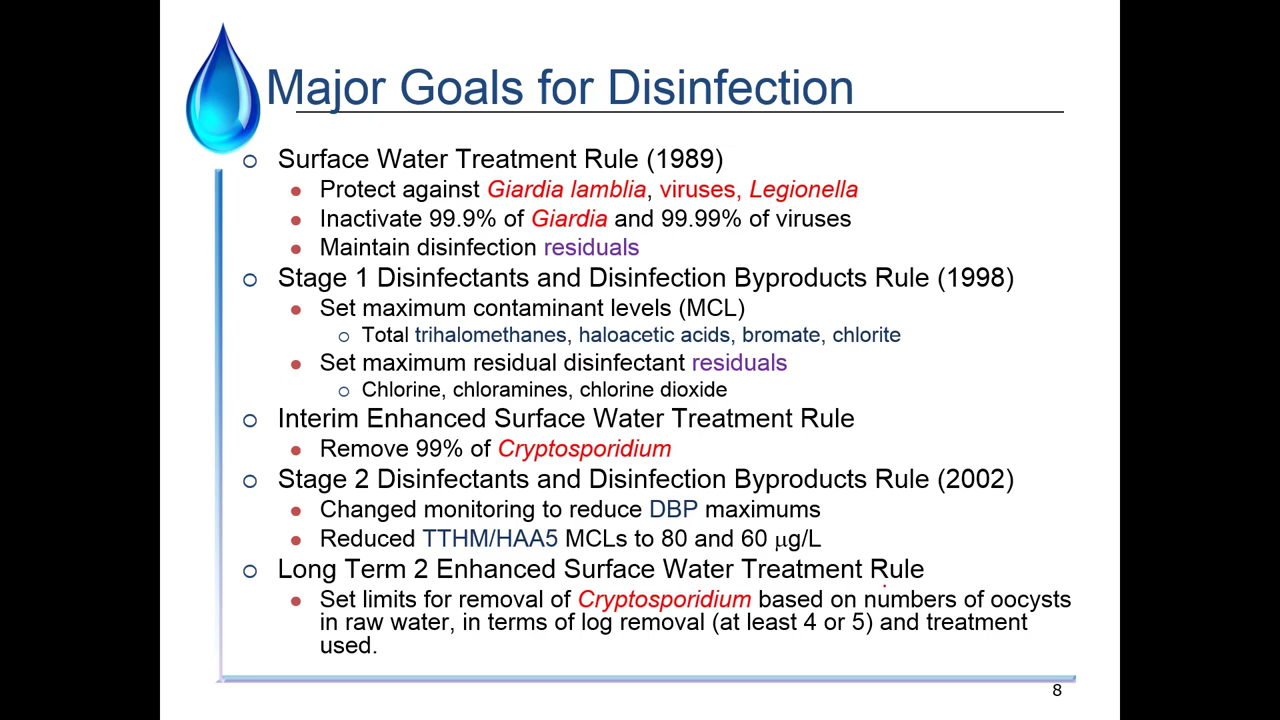 Major Goals for Disinfection
Surface Water Treatment Rule (1989)
Protect against Giardia lamblia, viruses, Legionella
Inactivate 99.9% of Giardia and 99.99% of viruses
Maintain disinfection residuals
Stage 1 Disinfectants and Disinfection Byproducts Rule (1998)
Set maximum contaminant levels (MCL)
Total trihalomethanes, haloacetic acids, bromate, chlorite
Set maximum residual disinfectant residuals
Chlorine, chloramines, chlorine dioxide
Interim Enhanced Surface Water Treatment Rule
Remove 99% of Cryptosporidium
Stage 2 Disinfectants and Disinfection Byproducts Rule (2002)
Changed monitoring to reduce DBP maximums
Reduced TTHM/HAA5 MCLs to 80 and 60 μg/L
Long Term 2 Enhanced Surface Water Treatment Rule
Set limits for removal of Cryptosporidium based on numbers of oocysts
in raw water, in terms of log removal (at least 4 or 5) and treatment
used.
8